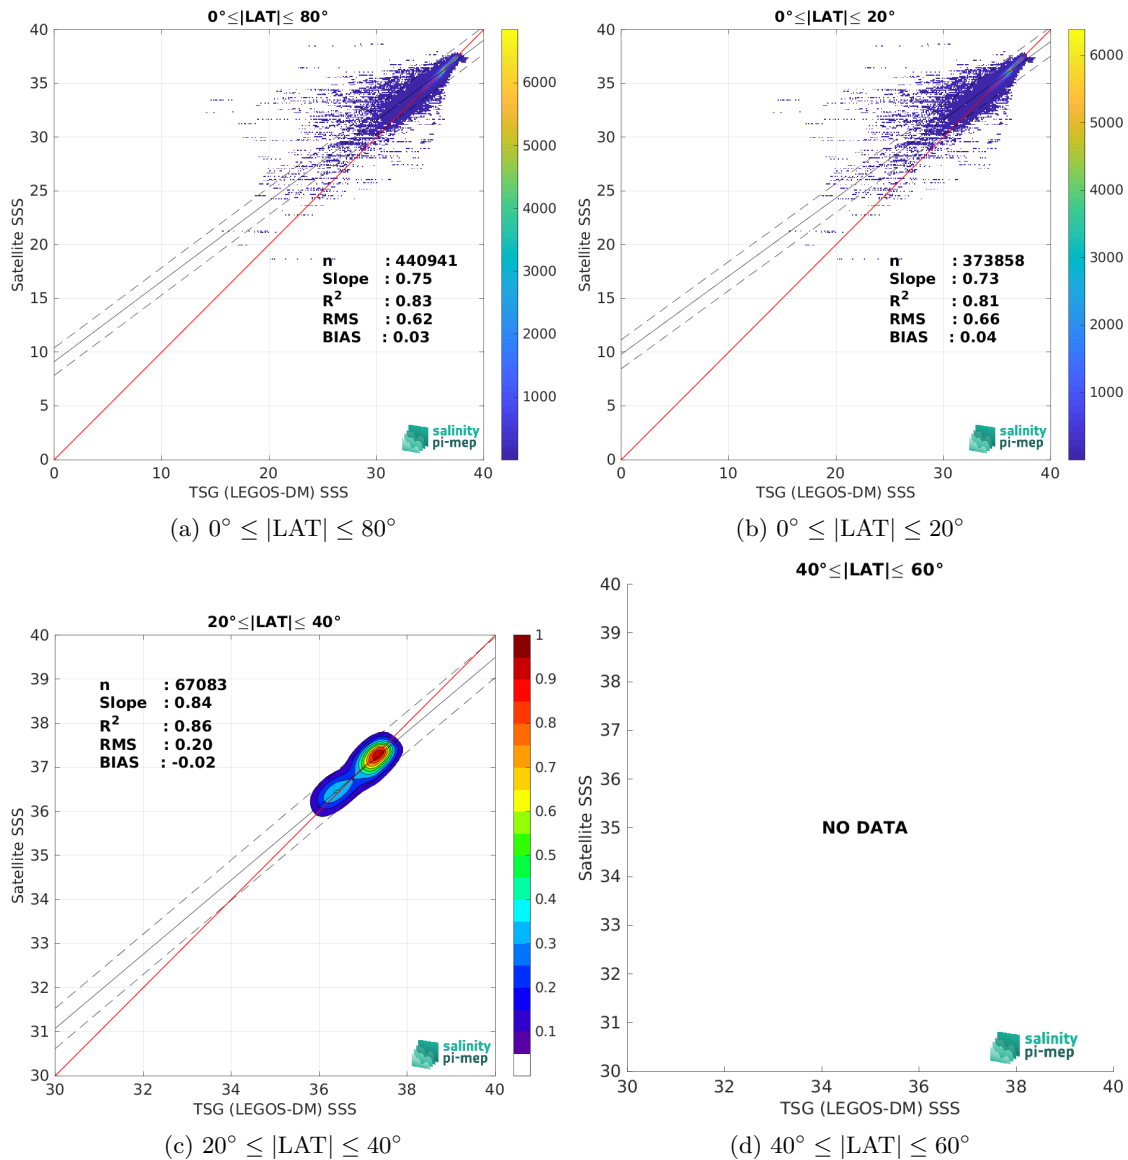 0°≤|LAT|≤ 80°
40
35
30
25
20
15
10
5
0
Satellite SSS
n : 440941
Slope : 0.75
R² : 0.83
RMS : 0.62
BIAS : 0.03
salinity
pi-mep
0 10 20 30 40
TSG (LEGOS-DM) SSS
6000
5000
4000
3000
2000
1000
(a) 0° ≤ |LAT| ≤ 80°
0°≤|LAT|≤ 20°
40
35
30
25
20
15
10
5
0
Satellite SSS
n : 373858
Slope : 0.73
R² : 0.81
RMS : 0.66
BIAS : 0.04
salinity
pi-mep
0 10 20 30 40
TSG (LEGOS-DM) SSS
6000
5000
4000
3000
2000
1000
(b) 0° ≤ |LAT| ≤ 20°
20°≤|LAT|≤ 40°
40
39
38
37
36
35
34
33
32
31
30
Satellite SSS
n : 67083
Slope : 0.84
R² : 0.86
RMS : 0.20
BIAS : -0.02
salinity
pi-mep
30 32 34 36 38 40
TSG (LEGOS-DM) SSS
1
0.9
0.8
0.7
0.6
0.5
0.4
0.3
0.2
0.1
(c) 20° ≤ |LAT| ≤ 40°
40°≤|LAT|≤ 60°
40
39
38
37
36
35
34
33
32
31
30
Satellite SSS
NO DATA
salinity
pi-mep
30 32 34 36 38 40
TSG (LEGOS-DM) SSS
(d) 40° ≤ |LAT| ≤ 60°